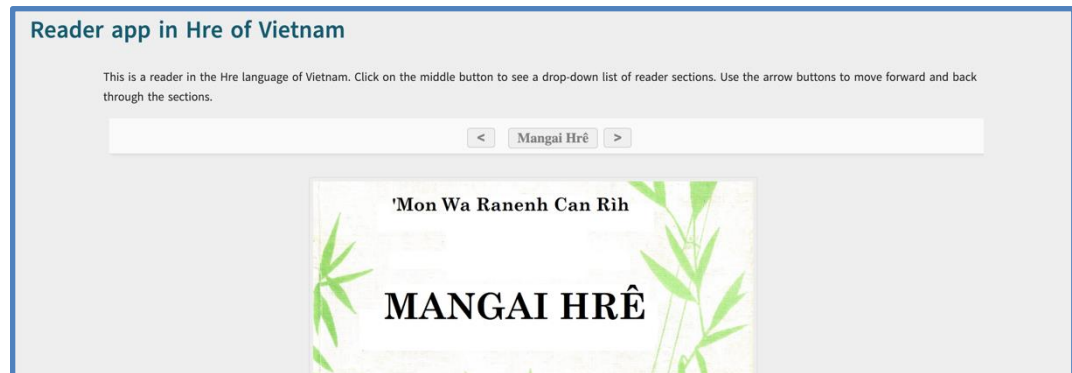 Reader app in Hre of Vietnam
This is a reader in the Hre language of Vietnam. Click on the middle button to see a drop-down list of reader sections. Use the arrow buttons to move forward and back
through the sections.
< Mangai Hrê >
'Mon Wa Ranenh Can Rìh
MANGAI HRÊ